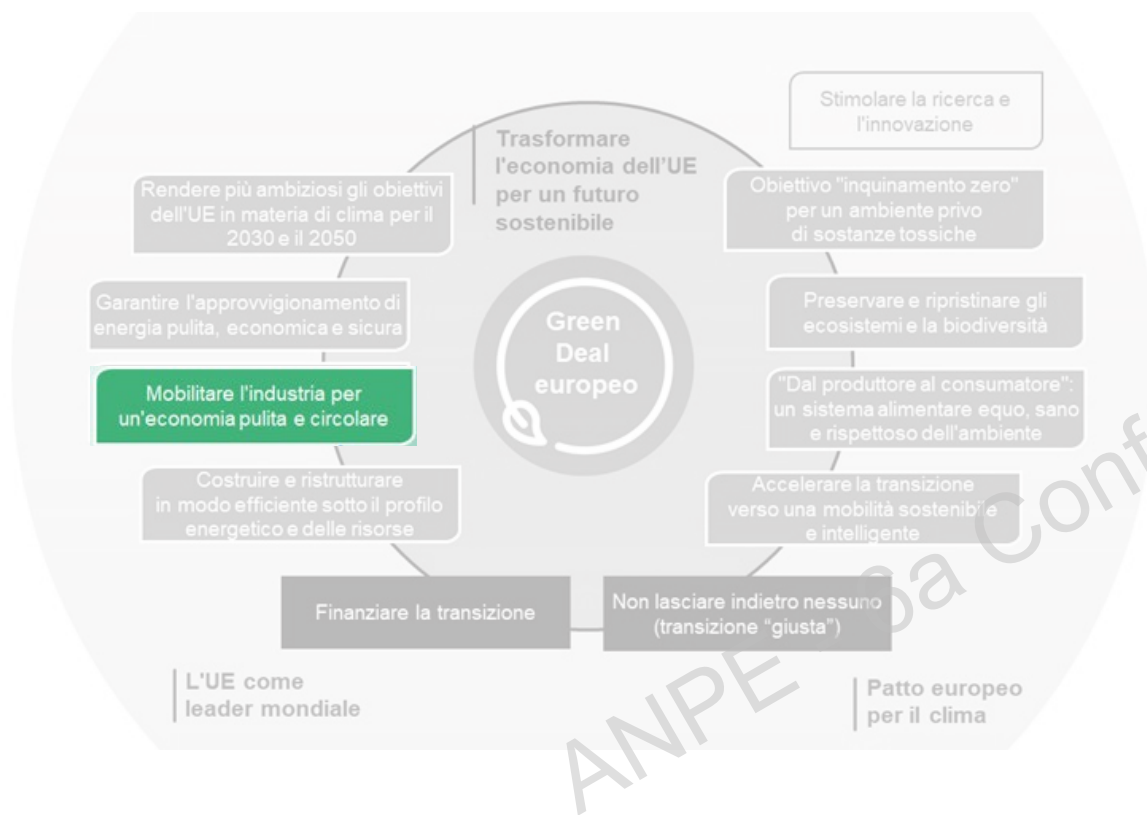 Stimolare la ricerca e
l'innovazione
Trasformare
l'economia dell'UE
per un futuro
sostenibile
Rendere più ambiziosi gli obiettivi
dell'UE in materia di clima per il
2030 e il 2050
Obiettivo "inquinamento zero"
per un ambiente privo
di sostanze tossiche
Garantire l'approvvigionamento di
energia pulita, economica e sicura
Green
Deal
europeo
Preservare e ripristinare gli
ecosistemi e la biodiversità
Mobilitare l'industria per
un'economia pulita e circolare
"Dal produttore al consumatore":
un sistema alimentare equo, sano
e rispettoso dell'ambiente
Costruire e ristrutturare
in modo efficiente sotto il profilo
energetico e delle risorse
Accelerare la transizione
verso una mobilità sostenibile
e intelligente
Finanziare la transizione
Non lasciare indietro nessuno
(transizione “giusta”)
L'UE come
leader mondiale
Patto europeo
per il clima
ANPE